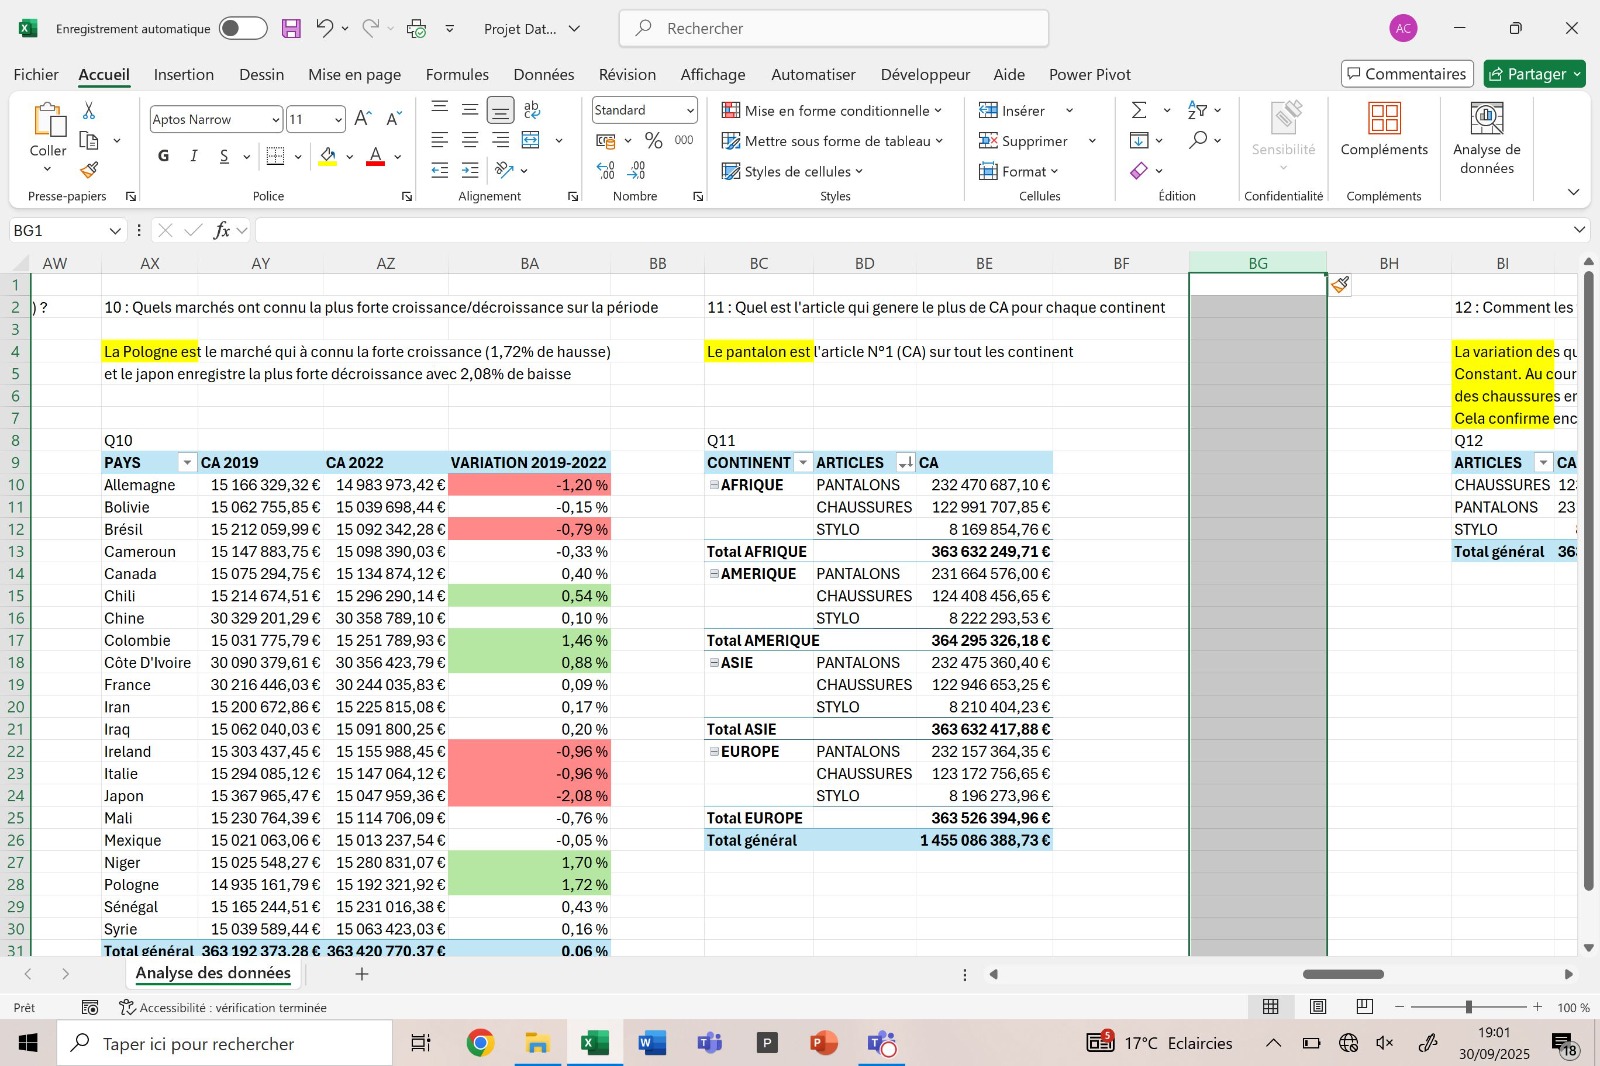 Enregistrement automatique
Projet Dat...
Rechercher
AC
Fichier Accueil Insertion Dessin Mise en page Formules Données Révision Affichage Automatiser Développeur Aide Power Pivot
Commentaires
Partager
Coller
Presse-papiers
Aptos Narrow 11
G I S
Police
ab
Alignement
Standard
% 000
Nombre
Mise en forme conditionnelle
Mettre sous forme de tableau
Styles de cellules
Styles
Insérer
Supprimer
Format
Cellules
Édition
Sensibilité
Confidentialité
Compléments
Compléments
Analyse de
données
BG1
fx
AW AX AY AZ BA BB BC BD BE BF BG BH BI
1
2 ) ? 10 : Quels marchés ont connu la plus forte croissance/décroissance sur la période 11 : Quel est l'article qui genere le plus de CA pour chaque continent 12 : Comment les
3
4 La Pologne est le marché qui à connu la forte croissance (1,72% de hausse) Le pantalon est l'article N°1 (CA) sur tout les continent La variation des qu
5 et le japon enregistre la plus forte décroissance avec 2,08% de baisse Constant. Au cour
6 des chaussures en
7 Cela confirme enc
8 Q10 Q11 Q12
9 PAYS CA 2019 CA 2022 VARIATION 2019-2022 CONTINENT ARTICLES CA ARTICLES CA
10 Allemagne 15 166 329,32 € 14 983 973,42 € -1,20 % AFRIQUE PANTALONS 232 470 687,10 € CHAUSSURES 12
11 Bolivie 15 062 755,85 € 15 039 698,44 € -0,15 % CHAUSSURES 122 991 707,85 € PANTALONS 23
12 Brésil 15 212 059,99 € 15 092 342,28 € -0,79 % STYLO 8 169 854,76 € STYLO
13 Cameroun 15 147 883,75 € 15 098 390,03 € -0,33 % Total AFRIQUE 363 632 249,71 € Total général 36
14 Canada 15 075 294,75 € 15 134 874,12 € 0,40 % AMERIQUE PANTALONS 231 664 576,00 €
15 Chili 15 214 674,51 € 15 296 290,14 € 0,54 % CHAUSSURES 124 408 456,65 €
16 Chine 30 329 201,29 € 30 358 789,10 € 0,10 % STYLO 8 222 293,53 €
17 Colombie 15 031 775,79 € 15 251 789,93 € 1,46 % Total AMERIQUE 364 295 326,18 €
18 Côte D'Ivoire 30 090 379,61 € 30 356 423,79 € 0,88 % ASIE PANTALONS 232 475 360,40 €
19 France 30 216 446,03 € 30 244 035,83 € 0,09 % CHAUSSURES 122 946 653,25 €
20 Iran 15 200 672,86 € 15 225 815,08 € 0,17 % STYLO 8 210 404,23 €
21 Iraq 15 062 040,03 € 15 091 800,25 € 0,20 % Total ASIE 363 632 417,88 €
22 Ireland 15 303 437,45 € 15 155 988,45 € -0,96 % EUROPE PANTALONS 232 157 364,35 €
23 Italie 15 294 085,12 € 15 147 064,12 € -0,96 % CHAUSSURES 123 172 756,65 €
24 Japon 15 367 965,47 € 15 047 959,36 € -2,08 % STYLO 8 196 273,96 €
25 Mali 15 230 764,39 € 15 114 706,09 € -0,76 % Total EUROPE 363 526 394,96 €
26 Mexique 15 021 063,06 € 15 013 237,54 € -0,05 % Total général 1 455 086 388,73 €
27 Niger 15 025 548,27 € 15 280 831,07 € 1,70 %
28 Pologne 14 935 161,79 € 15 192 321,92 € 1,72 %
29 Sénégal 15 165 244,51 € 15 231 016,38 € 0,43 %
30 Syrie 15 039 589,44 € 15 063 423,03 € 0,16 %
31 Total général 363 192 373,28 € 363 420 770,37 € 0,06 %
Analyse des données
Prêt
Accessibilité : vérification terminée
100 %
Taper ici pour rechercher
5
17°C Eclaircies
19:01
30/09/2025
18